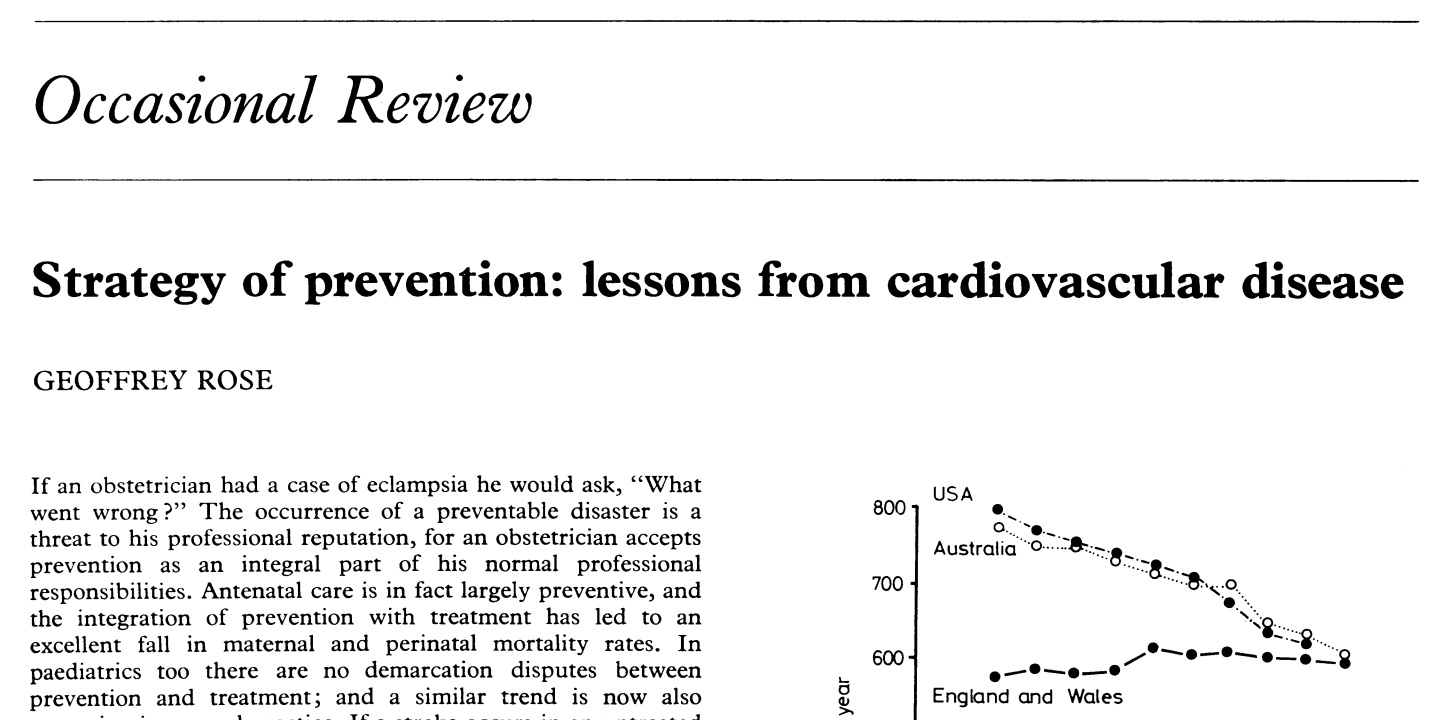 Occasional Review
Strategy of prevention: lessons from cardiovascular disease
GEOFFREY ROSE
If an obstetrician had a case of eclampsia he would ask, “What
went wrong?” The occurrence of a preventable disaster is a
threat to his professional reputation, for an obstetrician accepts
prevention as an integral part of his normal professional
responsibilities. Antenatal care is in fact largely preventive, and
the integration of prevention with treatment has led to an
excellent fall in maternal and perinatal mortality rates. In
paediatrics too there are no demarcation disputes between
prevention and treatment; and a similar trend is now also
USA
800
Australia
700
600
England and Wales
year